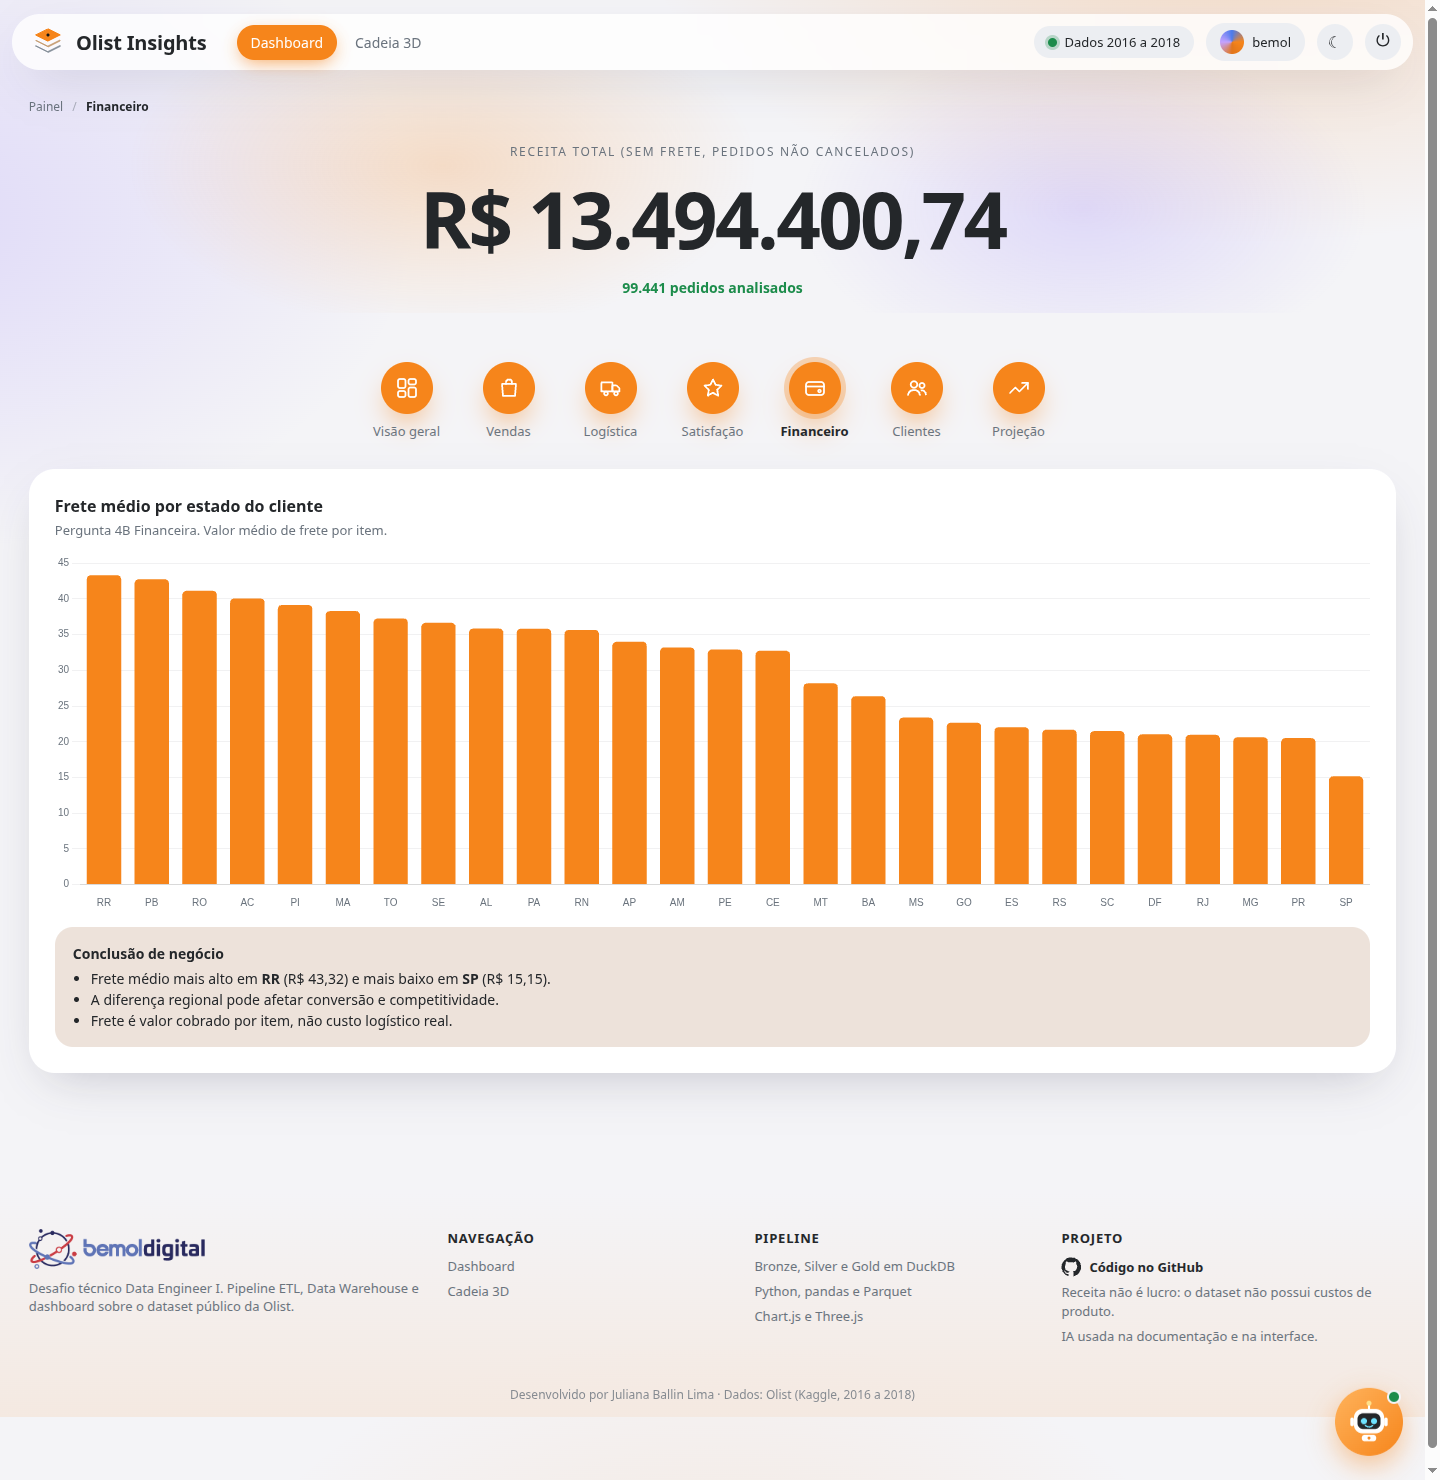 Olist Insights
Dashboard
Cadeia 3D
Dados 2016 a 2018
bemol
Painel / Financeiro
RECEITA TOTAL (SEM FRETE, PEDIDOS NÃO CANCELADOS)
R$ 13.494.400,74
99.441 pedidos analisados
Visão geral
Vendas
Logística
Satisfação
Financeiro
Clientes
Projeção
Frete médio por estado do cliente
Pergunta 4B Financeira. Valor médio de frete por item.
45
40
35
30
25
20
15
10
5
0
RR PB RO AC PI MA TO SE AL PA RN AP AM PE CE MT BA MS GO ES RS SC DF RJ MG PR SP
Conclusão de negócio
• Frete médio mais alto em RR (R$ 43,32) e mais baixo em SP (R$ 15,15).
• A diferença regional pode afetar conversão e competitividade.
• Frete é valor cobrado por item, não custo logístico real.
bemoldigital
Desafio técnico Data Engineer I. Pipeline ETL, Data Warehouse e
dashboard sobre o dataset público da Olist.
NAVEGAÇÃO
Dashboard
Cadeia 3D
PIPELINE
Bronze, Silver e Gold em DuckDB
Python, pandas e Parquet
Chart.js e Three.js
PROJETO
Código no GitHub
Receita não é lucro: o dataset não possui custos de
produto.
IA usada na documentação e na interface.
Desenvolvido por Juliana Ballin Lima · Dados: Olist (Kaggle, 2016 a 2018)